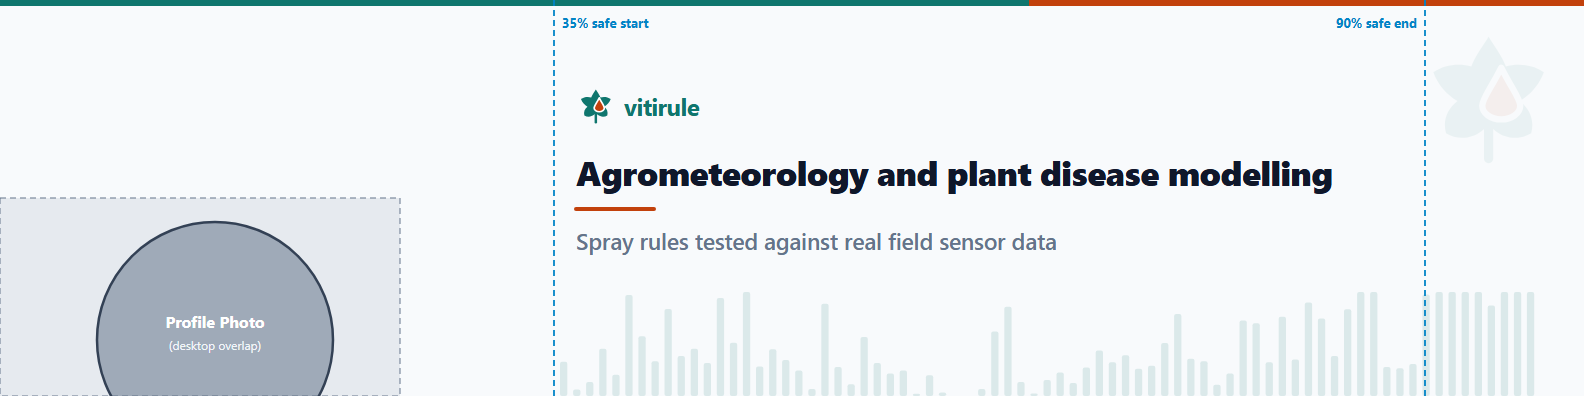 35% safe start
90% safe end
vitirule
Agrometeorology and plant disease modelling
Spray rules tested against real field sensor data
Profile Photo
(desktop overlap)